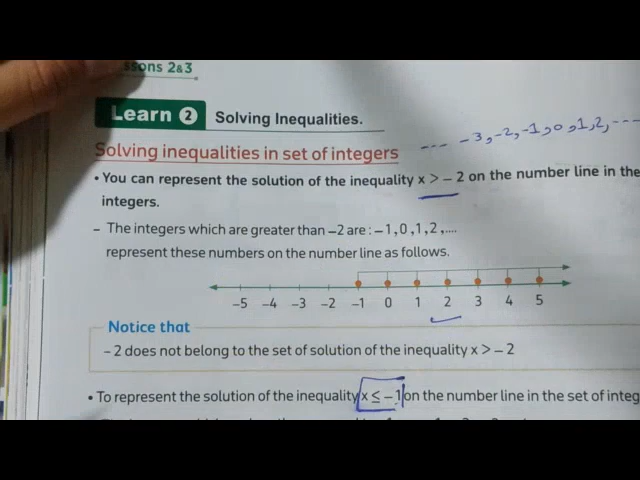 ssons 2&3
Learn 2 Solving Inequalities.
--- -3,-2,-1,0,1,2,---
Solving inequalities in set of integers
• You can represent the solution of the inequality x > – 2 on the number line in the
integers.
– The integers which are greater than –2 are : – 1 , 0 , 1 , 2 , ....
represent these numbers on the number line as follows.
–5 –4 –3 –2 –1 0 1 2 3 4 5
Notice that
– 2 does not belong to the set of solution of the inequality x > – 2
• To represent the solution of the inequality x ≤ – 1 on the number line in the set of integ